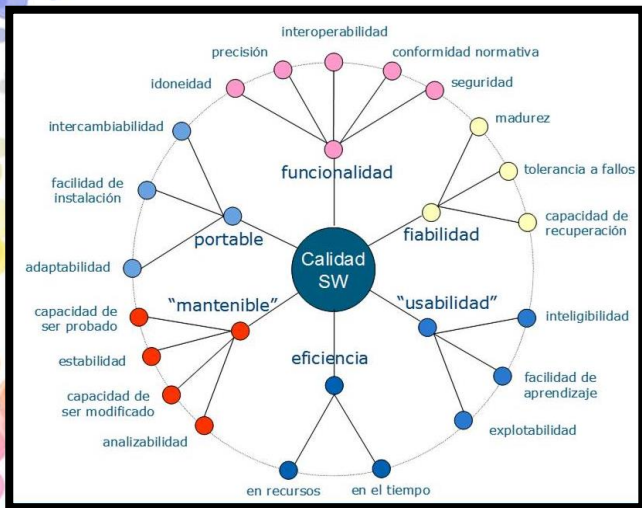 interoperabilidad
precisión
conformidad normativa
idoneidad
seguridad
intercambiabilidad
madurez
funcionalidad
facilidad de
instalación
tolerancia a fallos
portable
fiabilidad
capacidad de
recuperación
adaptabilidad
Calidad
SW
"mantenible"
"usabilidad"
capacidad de
ser probado
inteligibilidad
estabilidad
eficiencia
facilidad de
aprendizaje
capacidad de
ser modificado
explotabilidad
analizabilidad
en recursos
en el tiempo